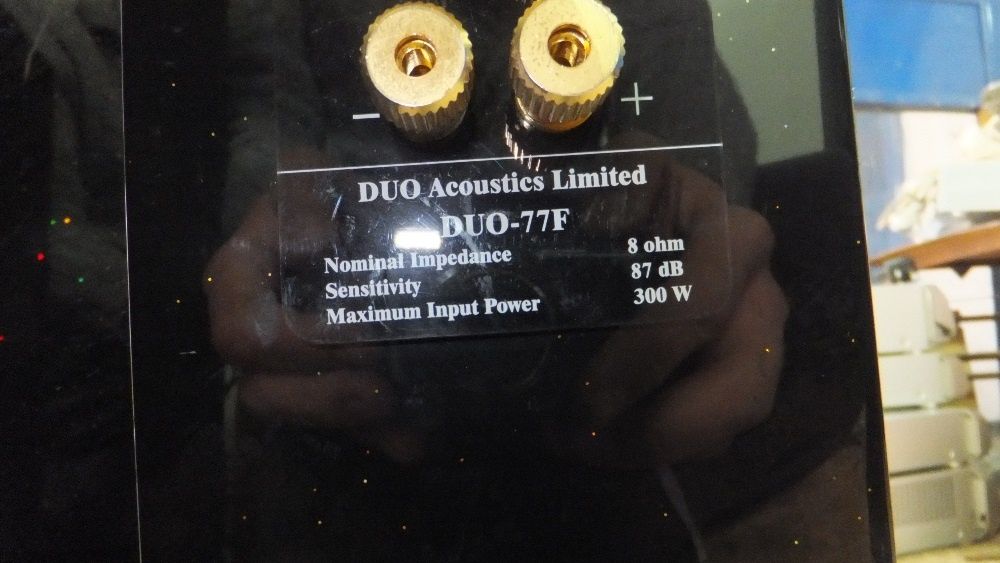 - +
DUO Acoustics Limited
DUO-77F
Nominal Impedance 8 ohm
Sensitivity 87 dB
Maximum Input Power 300 W